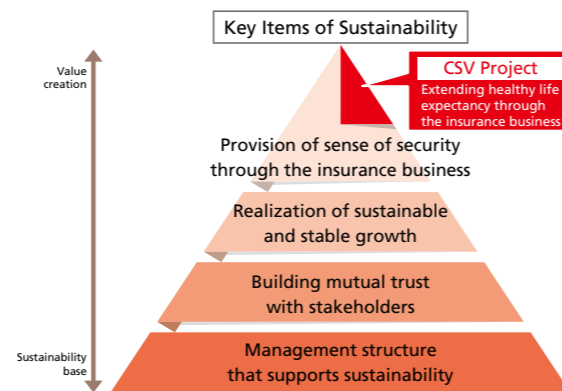 Key Items of Sustainability
Value
creation
CSV Project
Extending healthy life
expectancy through
the insurance business
Provision of sense of security
through the insurance business
Realization of sustainable
and stable growth
Building mutual trust
with stakeholders
Sustainability
base
Management structure
that supports sustainability